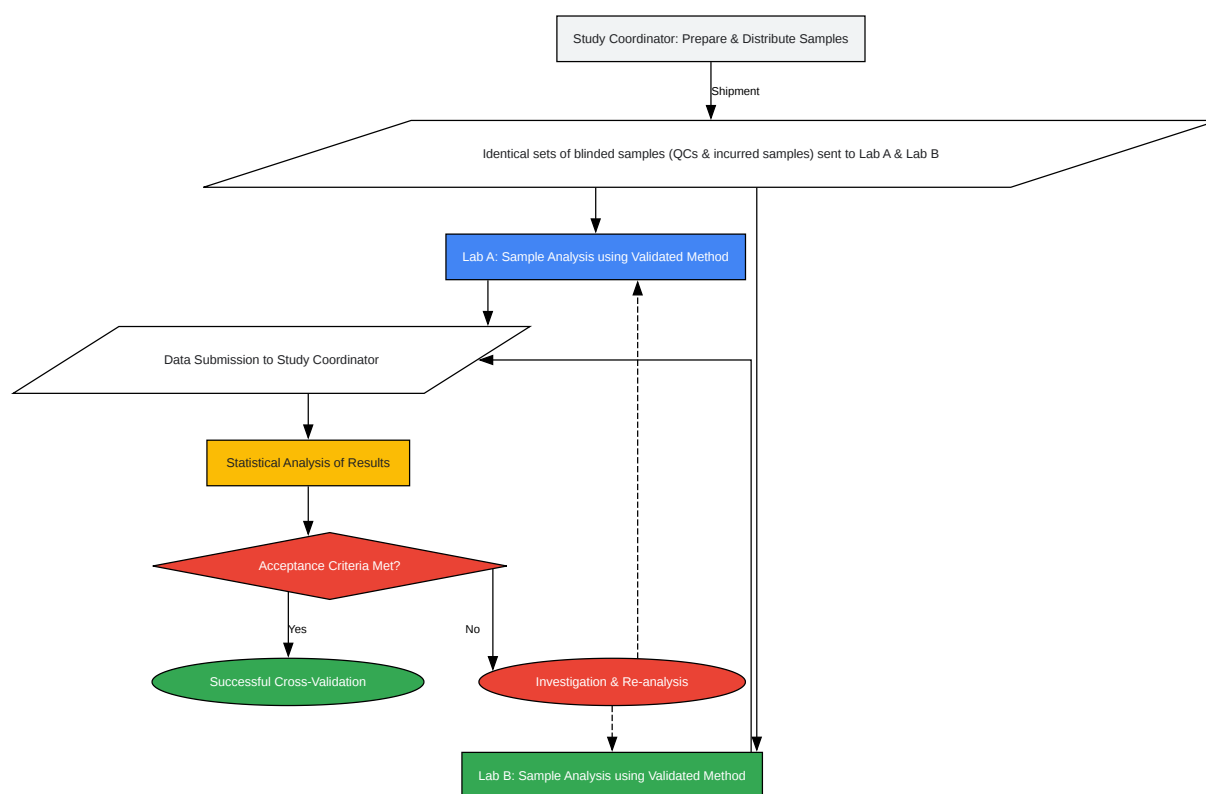 Study Coordinator: Prepare & Distribute Samples
Shipment
Identical sets of blinded samples (QCs & incurred samples) sent to Lab A & Lab B
Lab A: Sample Analysis using Validated Method
Data Submission to Study Coordinator
Statistical Analysis of Results
Acceptance Criteria Met?
Yes
No
Successful Cross-Validation
Investigation & Re-analysis
Lab B: Sample Analysis using Validated Method